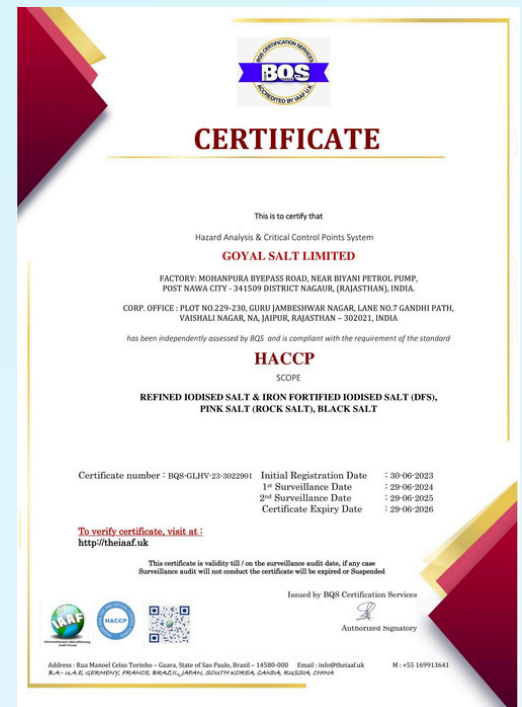 BQS CERTIFICATION SERVICES
BQS
ACCREDITED BY IAAF U.K.
CERTIFICATE
This is to certify that
Hazard Analysis & Critical Control Points System
GOYAL SALT LIMITED
FACTORY: MOHANPURA BYEPASS ROAD, NEAR BIYANI PETROL PUMP,
POST NAWA CITY - 341509 DISTRICT NAGAUR, (RAJASTHAN), INDIA.
CORP. OFFICE : PLOT NO.229-230, GURU JAMBESHWAR NAGAR, LANE NO.7 GANDHI PATH,
VAISHALI NAGAR, NA, JAIPUR, RAJASTHAN – 302021, INDIA
has been independently assessed by BQS and is compliant with the requirement of the standard
HACCP
SCOPE
REFINED IODISED SALT & IRON FORTIFIED IODISED SALT (DFS),
PINK SALT (ROCK SALT), BLACK SALT
Certificate number : BQS-GLHV-23-3022901 Initial Registration Date : 30-06-2023
1st Surveillance Date : 29-06-2024
2nd Surveillance Date : 29-06-2025
Certificate Expiry Date : 29-06-2026
To verify certificate, visit at :
http://theiaaf.uk
This certificate is validity till / on the surveillance audit date, if any case
Surveillance audit will not conduct the certificate will be expired or Suspended
Issued by BQS Certification Services
Authorized Signatory
IAAF
HACCP
Address : Rua Manoel Celso Torinho – Guara, State of Sao Paulo, Brazil – 14580-000 Email : info@theiaaf.uk M : +55 169913641
B.A– U.A.E, GERMENY, FRANCE, BRAZIL, JAPAN, SOUTH KOREA, CANDA, RUSSIA, CHINA